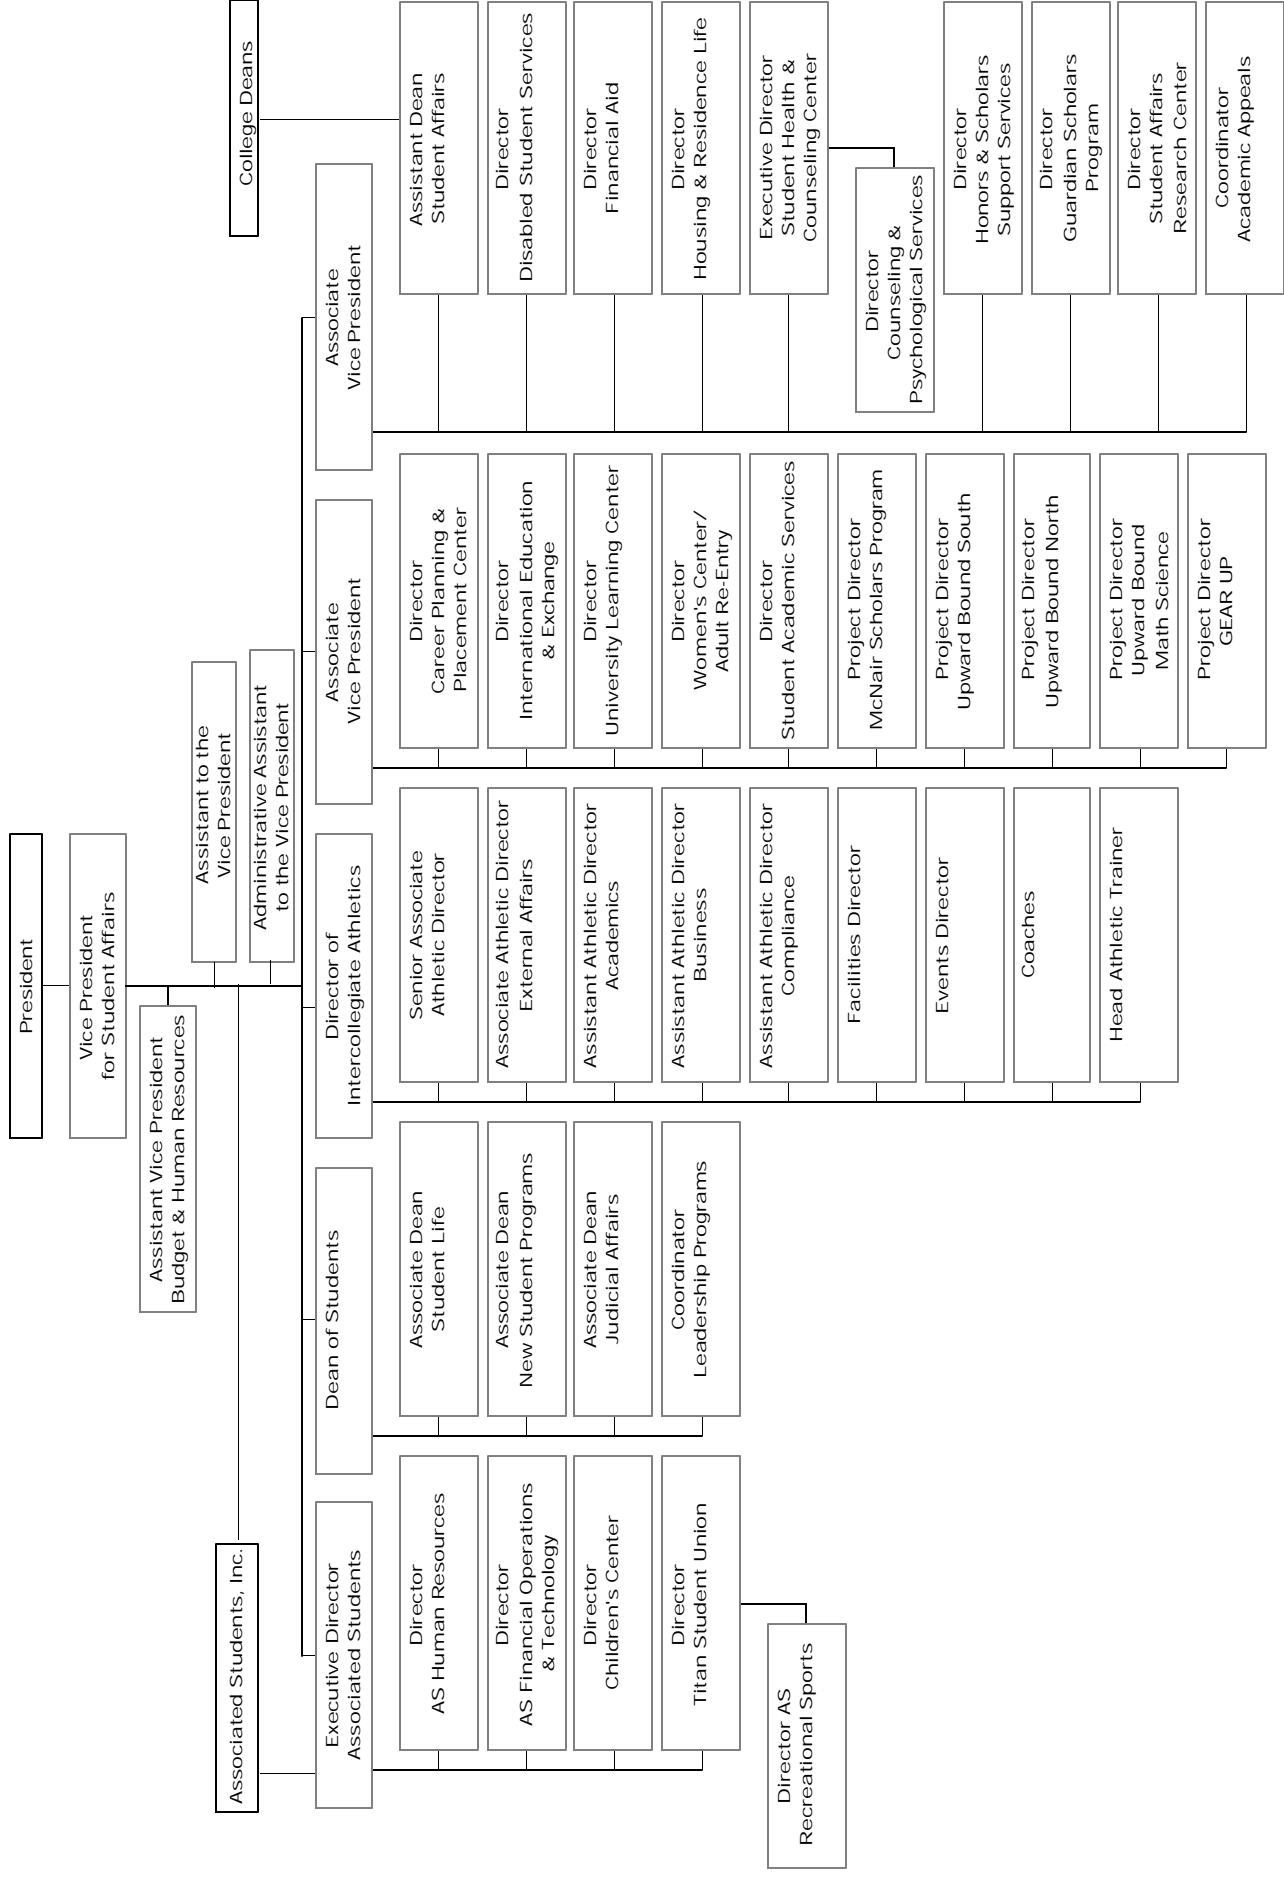 President
Vice President
for Student Affairs
Assistant Vice President
Budget & Human Resources
Assistant to the
Vice President
Administrative Assistant
to the Vice President
Associated Students, Inc.
College Deans
Executive Director
Associated Students
Director
AS Human Resources
Director
AS Financial Operations
& Technology
Director
Children's Center
Director
Titan Student Union
Director AS
Recreational Sports
Dean of Students
Associate Dean
Student Life
Associate Dean
New Student Programs
Associate Dean
Judicial Affairs
Coordinator
Leadership Programs
Director of
Intercollegiate Athletics
Senior Associate
Athletic Director
Associate Athletic Director
External Affairs
Assistant Athletic Director
Academics
Assistant Athletic Director
Business
Assistant Athletic Director
Compliance
Facilities Director
Events Director
Coaches
Head Athletic Trainer
Associate
Vice President
Director
Career Planning &
Placement Center
Director
International Education
& Exchange
Director
University Learning Center
Director
Women's Center/
Adult Re-Entry
Director
Student Academic Services
Project Director
McNair Scholars Program
Project Director
Upward Bound South
Project Director
Upward Bound North
Project Director
Upward Bound
Math Science
Project Director
GEAR UP
Associate
Vice President
Assistant Dean
Student Affairs
Director
Disabled Student Services
Director
Financial Aid
Director
Housing & Residence Life
Executive Director
Student Health &
Counseling Center
Director
Counseling &
Psychological Services
Director
Honors & Scholars
Support Services
Director
Guardian Scholars
Program
Director
Student Affairs
Research Center
Coordinator
Academic Appeals